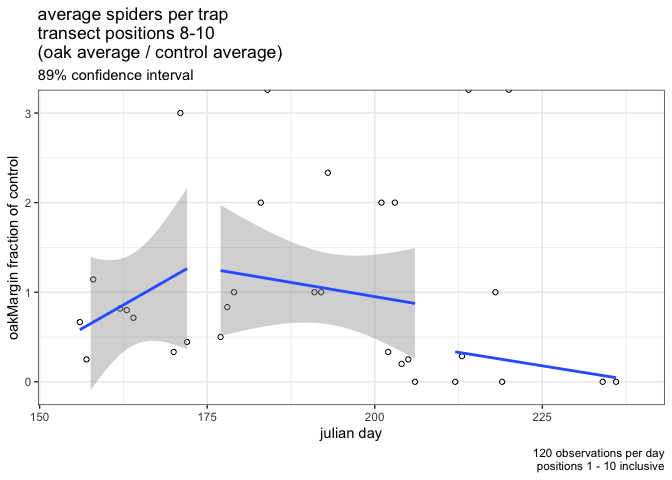 average spiders per trap
transect positions 8-10
(oak average / control average)
89% confidence interval
3
2
1
0
oakMargin fraction of control
150
175
200
225
julian day
120 observations per day
positions 1 - 10 inclusive